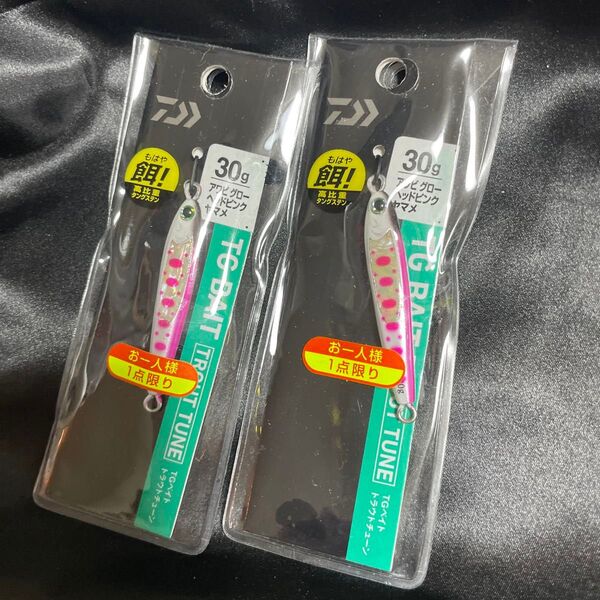 30g
アワビ グロー
ヘッドピンク
ヤマメ
もはや
餌!
高比重
タングステン
TG BAIT
TROUT TUNE
TGベイト
トラウトチューン
お一人様
1点限り
30g
アワビ グロー
ヘッドピンク
ヤマメ
もはや
餌!
高比重
タングステン
TG BAIT
TUNE
TGベイト
トラウトチューン
お一人様
1点限り